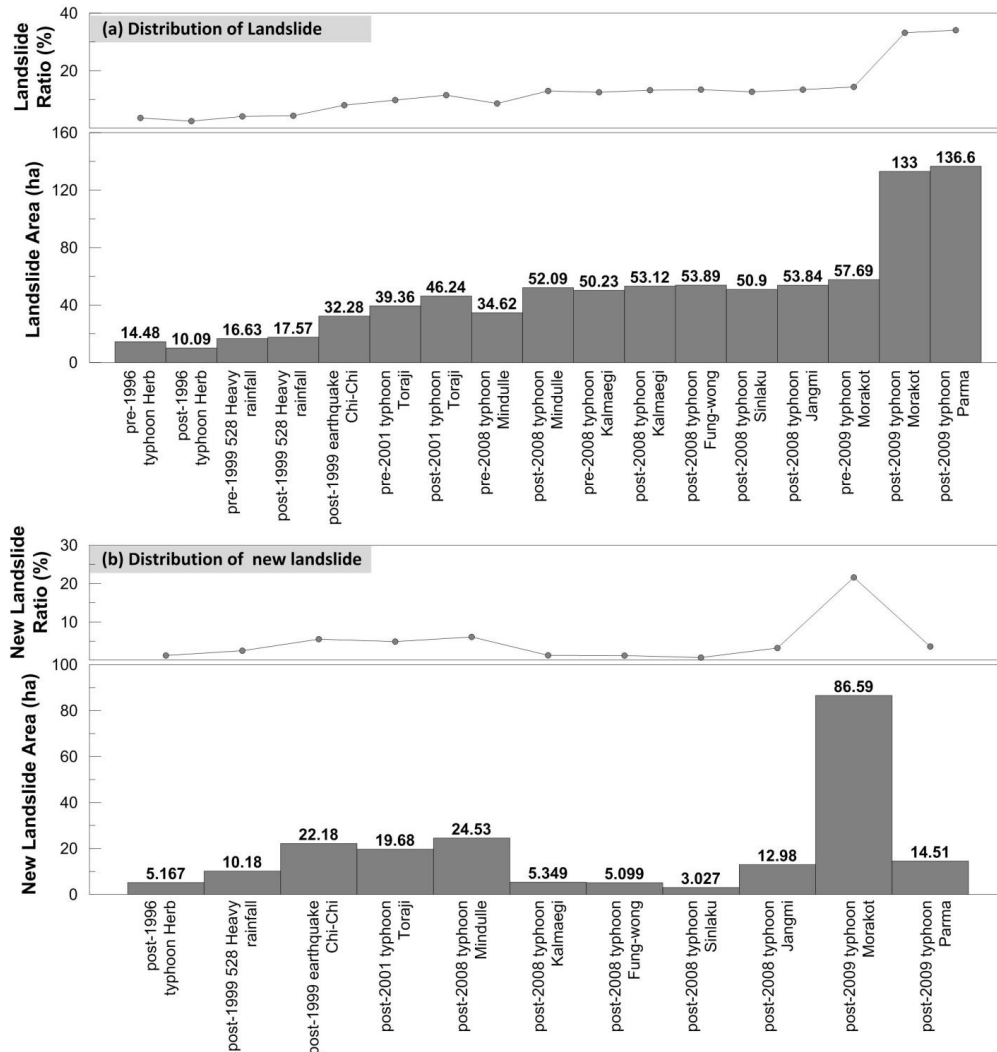 (a) Distribution of Landslide
Landslide
Ratio (%)
40
20
Landslide Area (ha)
160
120
80
40
0
14.48
10.09
16.63
17.57
32.28
39.36
46.24
34.62
52.09
50.23
53.12
53.89
50.9
53.84
57.69
133
136.6
pre-1996
typhoon Herb
post-1996
typhoon Herb
pre-1999 528 Heavy
rainfall
post-1999 528 Heavy
rainfall
post-1999 earthquake
Chi-Chi
pre-2001 typhoon
Toraji
post-2001 typhoon
Toraji
pre-2008 typhoon
Mindulle
post-2008 typhoon
Mindulle
pre-2008 typhoon
Kalmaegi
post-2008 typhoon
Kalmaegi
post-2008 typhoon
Fung-wong
post-2008 typhoon
Sinlaku
post-2008 typhoon
Jangmi
pre-2009 typhoon
Morakot
post-2009 typhoon
Morakot
post-2009 typhoon
Parma
(b) Distribution of new landslide
New Landslide
Ratio (%)
30
20
10
New Landslide Area (ha)
100
80
60
40
20
0
5.167
10.18
22.18
19.68
24.53
5.349
5.099
3.027
12.98
86.59
14.51
post-1996
typhoon Herb
post-1999 528 Heavy
rainfall
post-1999 earthquake
Chi-Chi
post-2001 typhoon
Toraji
post-2008 typhoon
Mindulle
post-2008 typhoon
Kalmaegi
post-2008 typhoon
Fung-wong
post-2008 typhoon
Sinlaku
post-2008 typhoon
Jangmi
post-2009 typhoon
Morakot
post-2009 typhoon
Parma